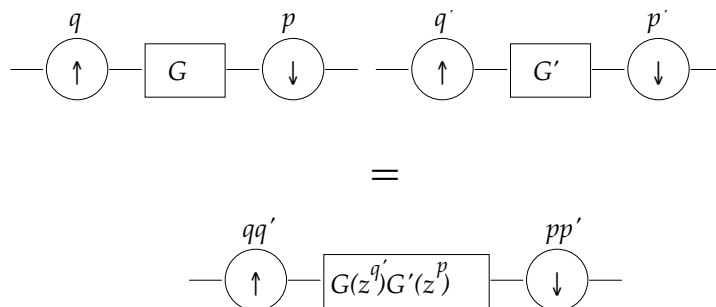 q p q' p'
↑ G ↓ ↑ G' ↓
=
qq' pp'
↑ G(z^q')G'(z^p) ↓